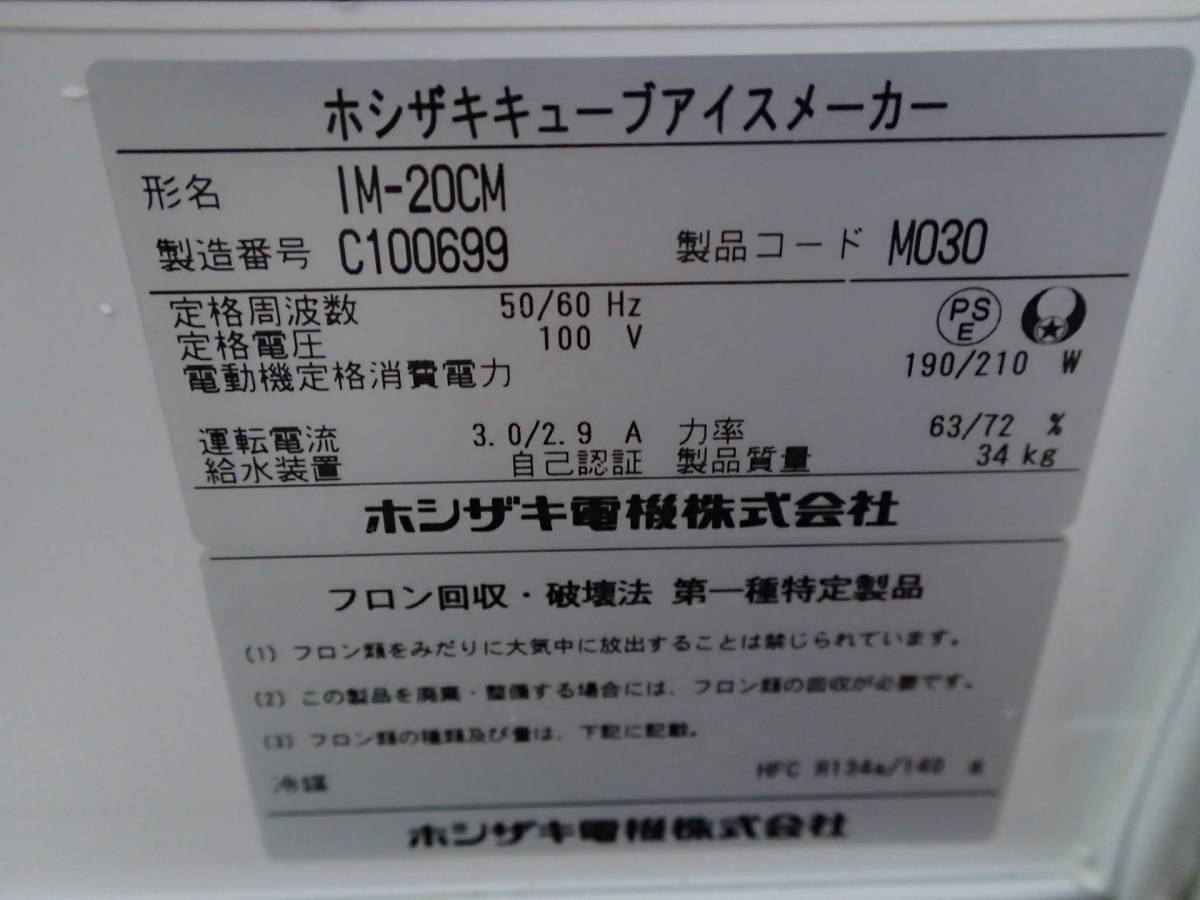 ホシザキキューブアイスメーカー
形名 IM-20CM
製造番号 C100699 製品コード M030
定格周波数 50/60 Hz
PS
E
定格電圧 100 V
電動機定格消費電力 190/210 W
運転電流 3.0/2.9 A 力率 63/72 %
給水装置 自己認証 製品質量 34 kg
ホシザキ電機株式会社
フロン回収・破壊法 第一種特定製品
(1) フロン類をみだりに大気中に放出することは禁じられています。
(2) この製品を廃棄・整備する場合には、フロン類の回収が必要です。
(3) フロン類の種類及び量は、下記に記載。
冷媒 HFC R134a/140 g
ホシザキ電機株式会社